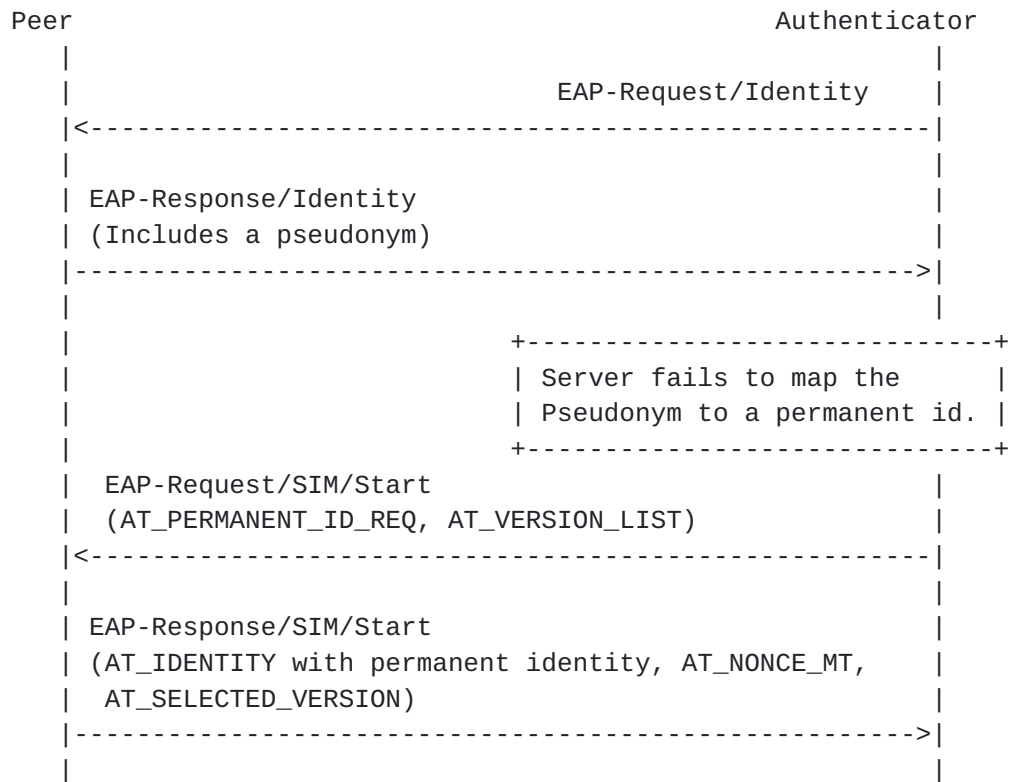 Peer Authenticator
EAP-Request/Identity
EAP-Response/Identity
(Includes a pseudonym)
Server fails to map the
Pseudonym to a permanent id.
EAP-Request/SIM/Start
(AT_PERMANENT_ID_REQ, AT_VERSION_LIST)
EAP-Response/SIM/Start
(AT_IDENTITY with permanent identity, AT_NONCE_MT,
AT_SELECTED_VERSION)